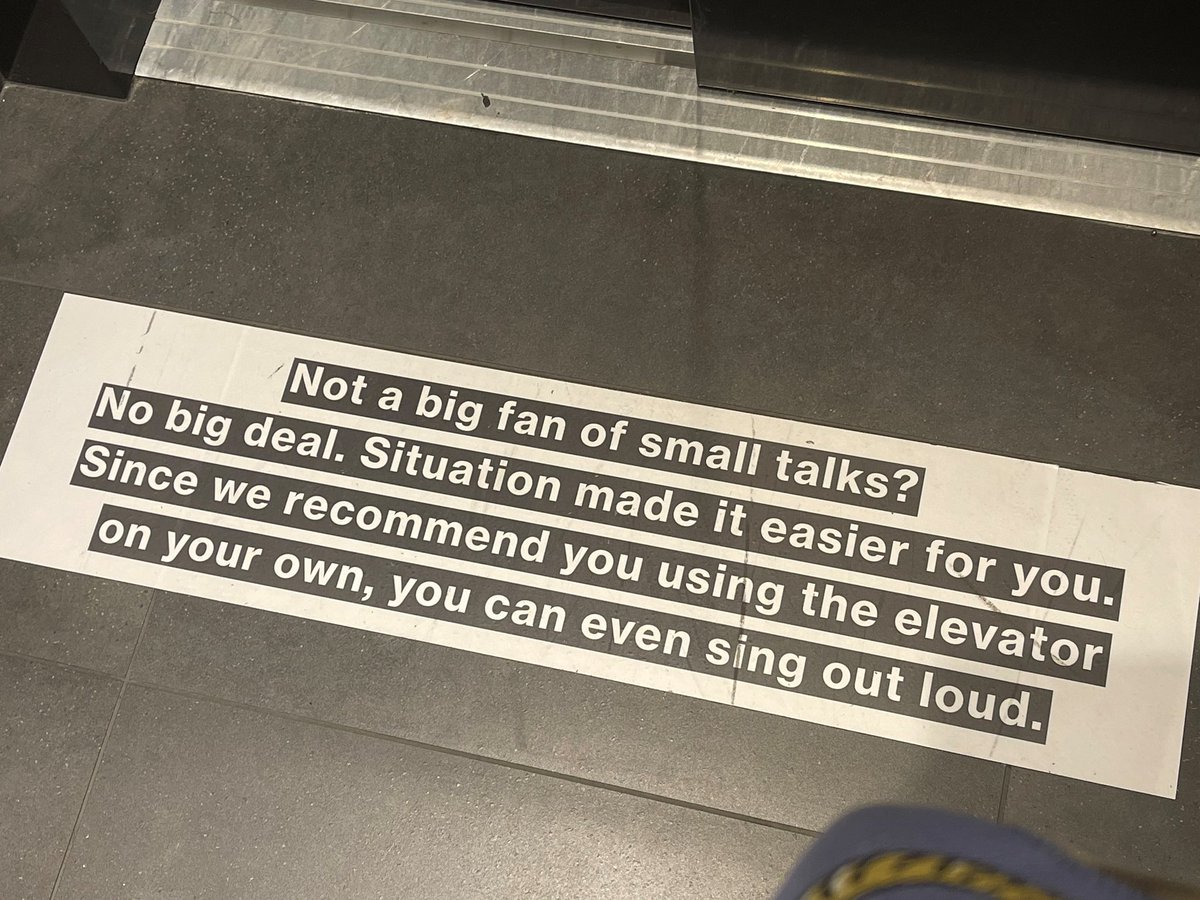 Not a big fan of small talks?
No big deal. Situation made it easier for you.
Since we recommend you using the elevator
on your own, you can even sing out loud.